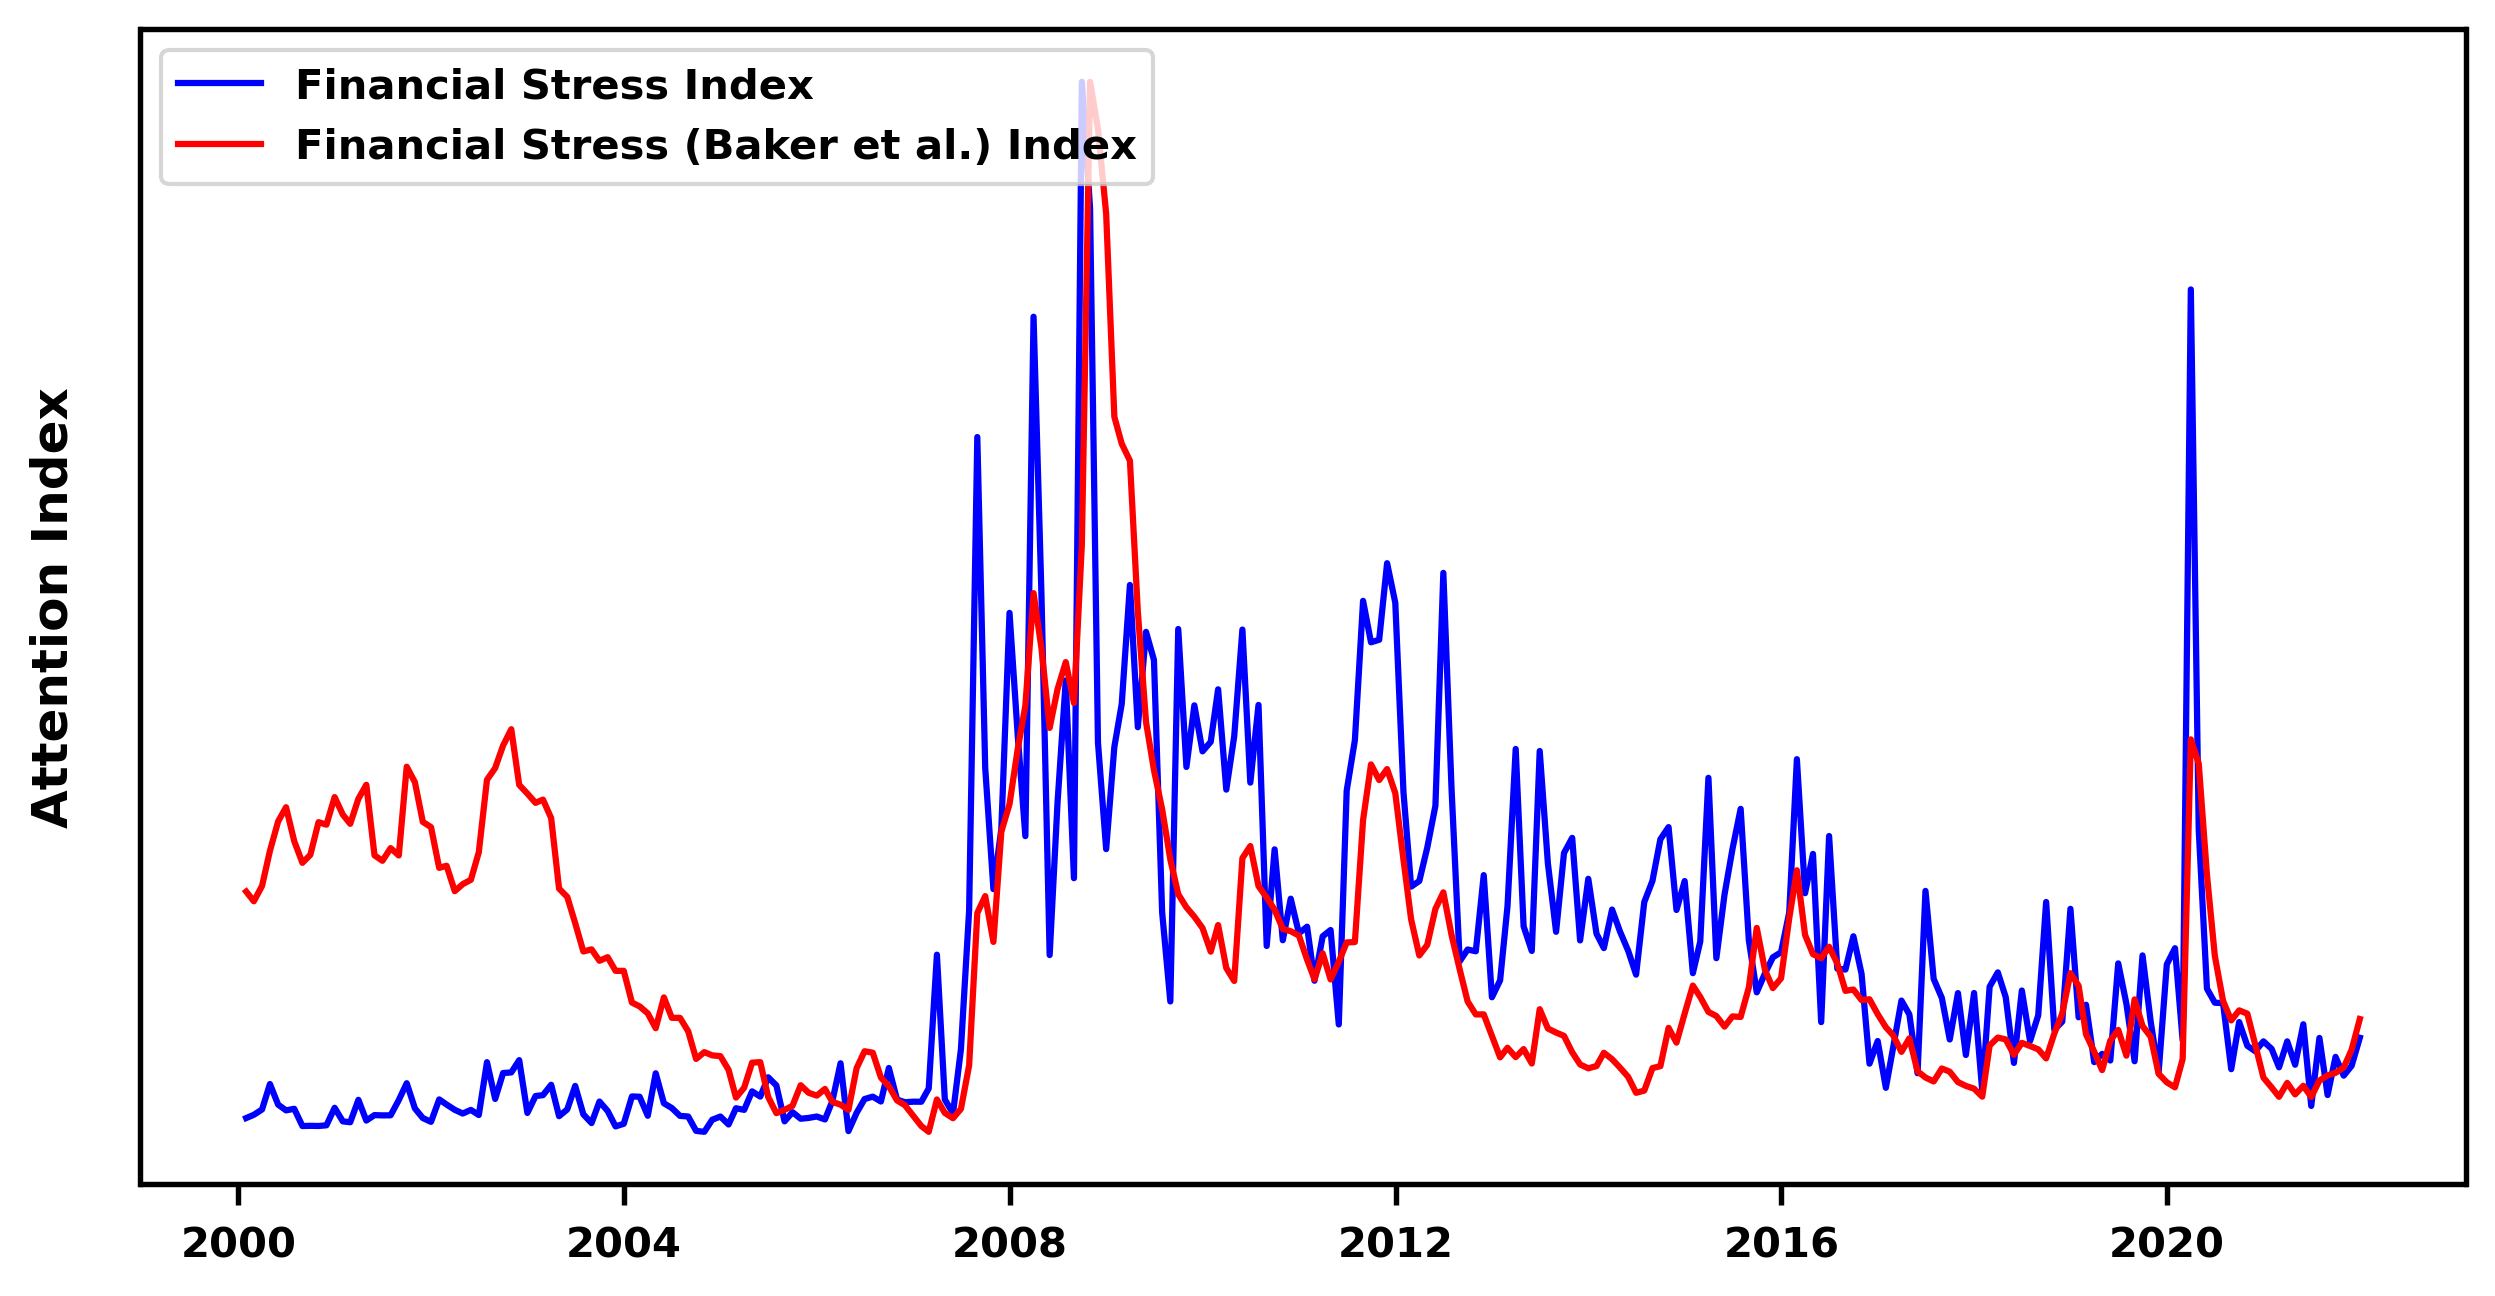 Financial Stress Index
Financial Stress (Baker et al.) Index
Attention Index
2000 2004 2008 2012 2016 2020